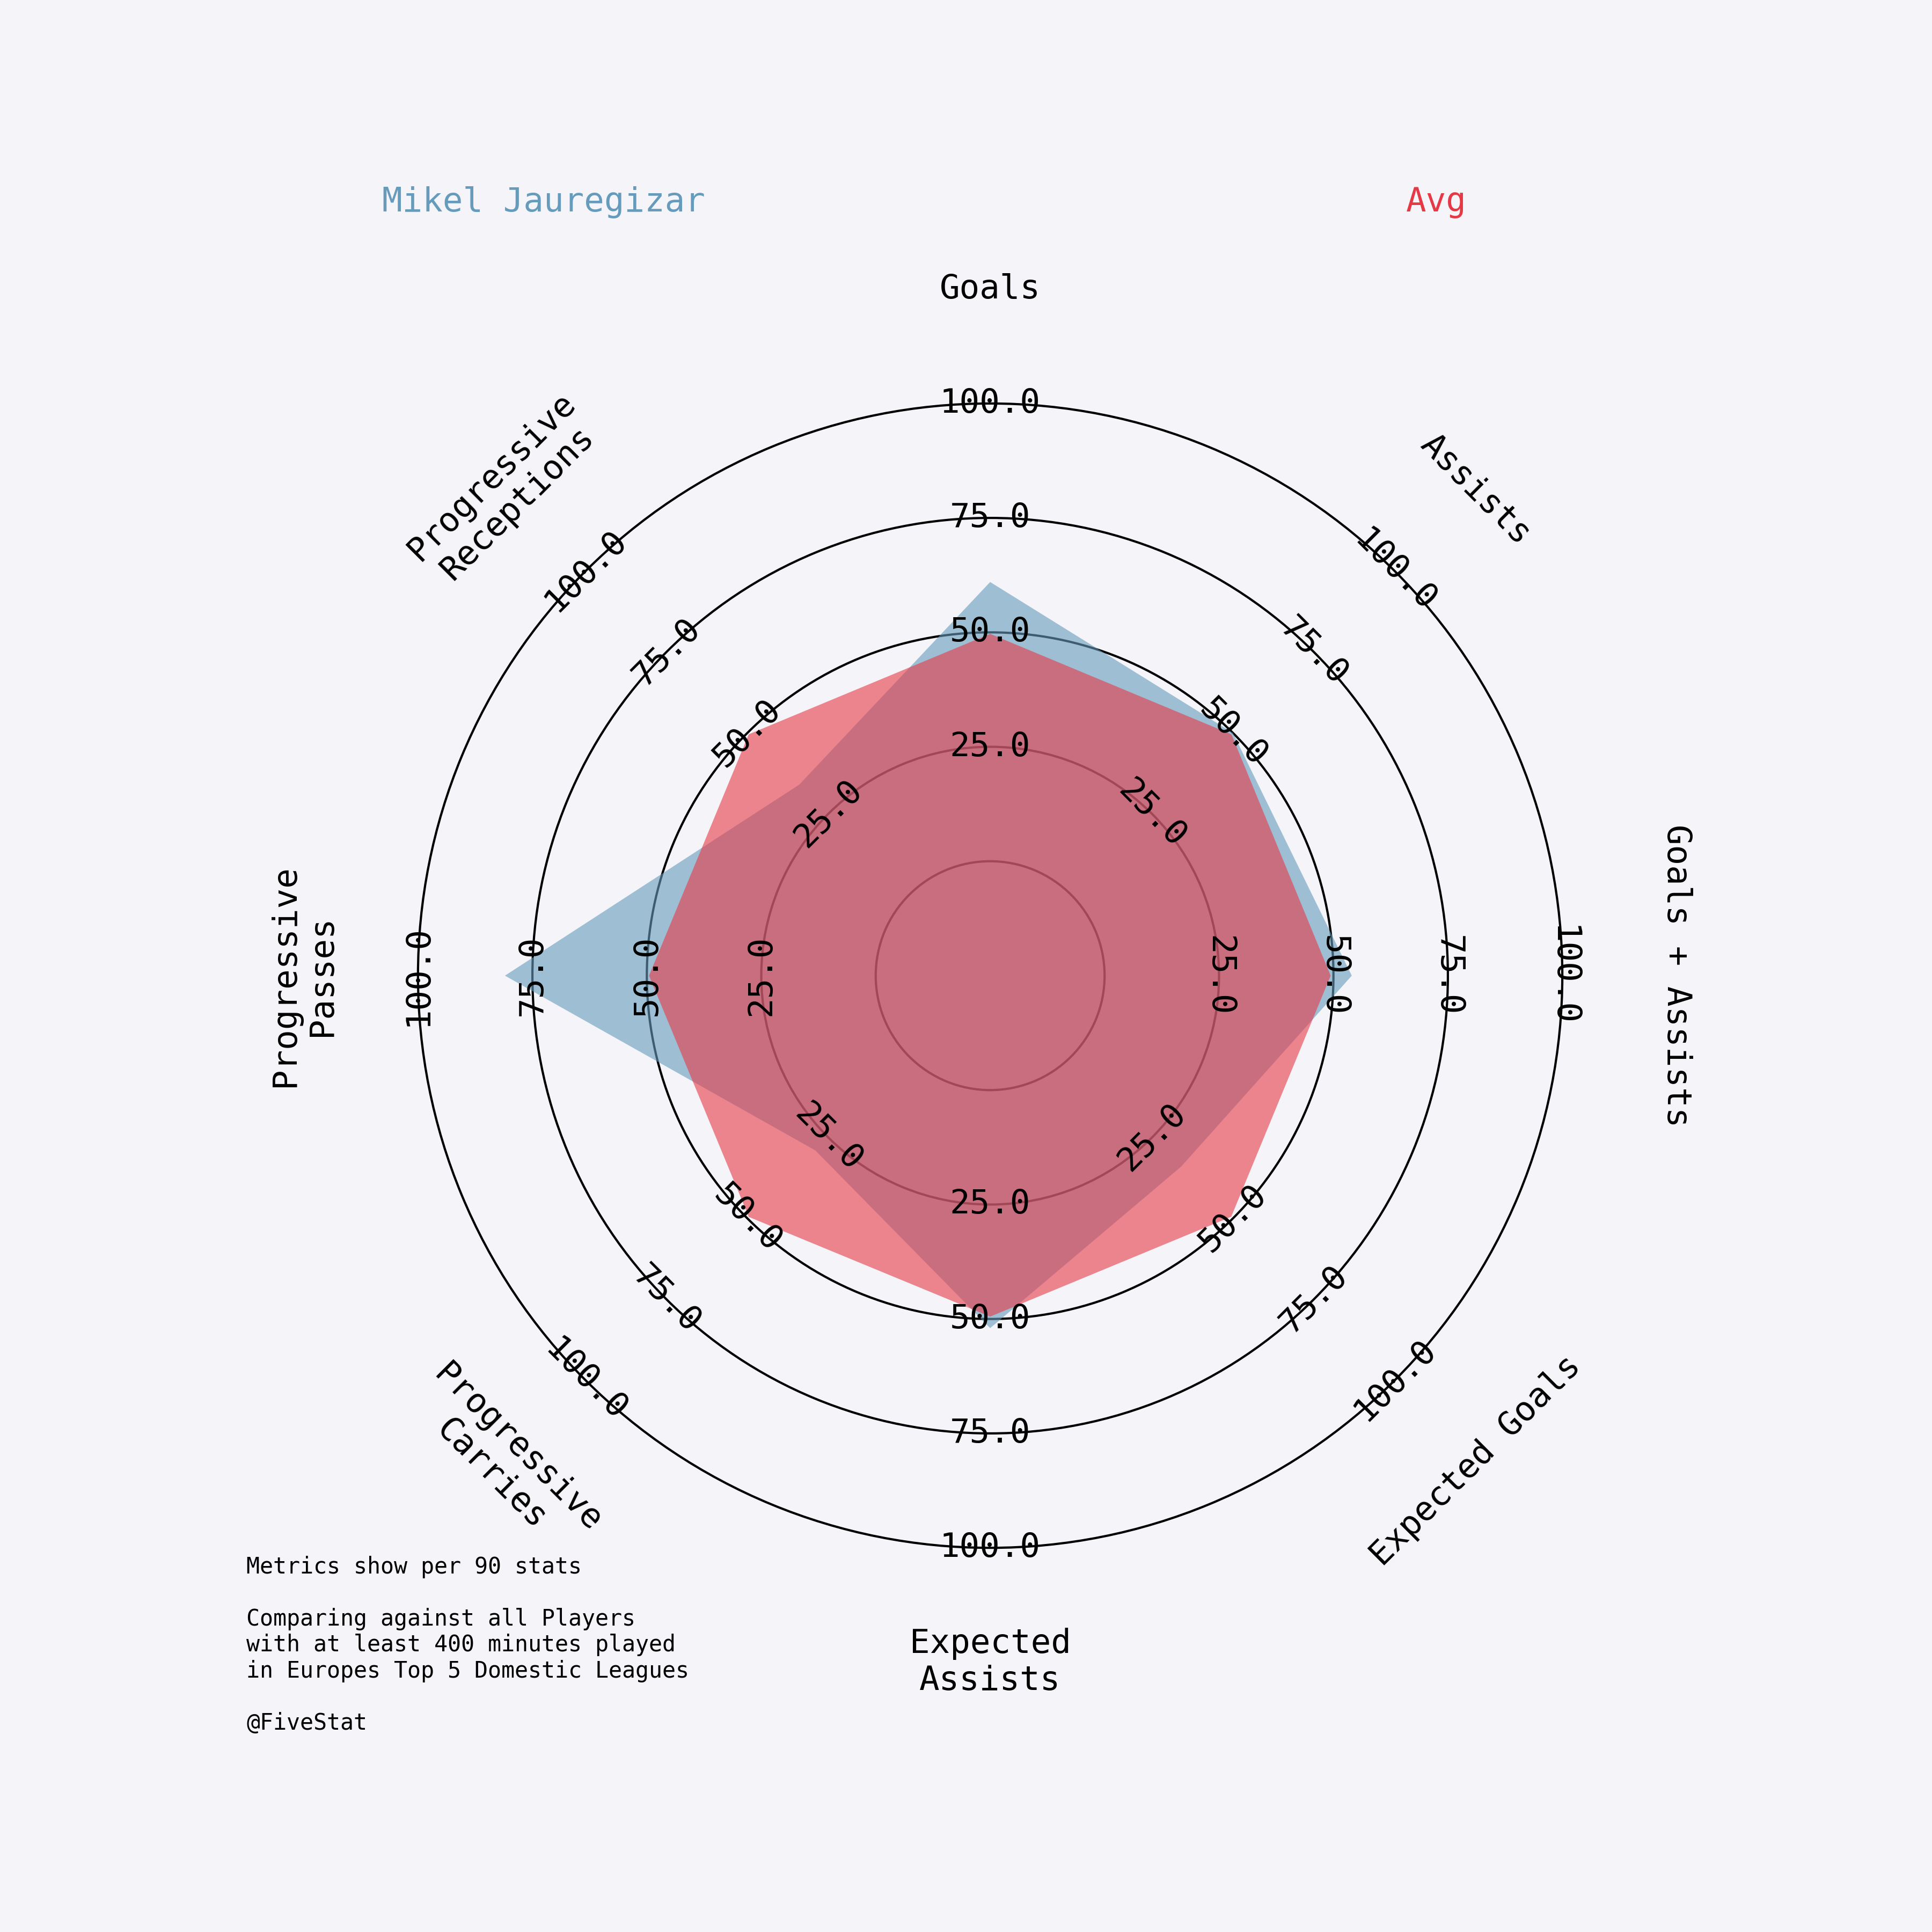 Mikel Jauregizar
Avg
Goals
Assists
Goals + Assists
Expected Goals
Expected
Assists
Progressive
Carries
Progressive
Passes
Progressive
Receptions
25.0
50.0
75.0
100.0
25.0
50.0
75.0
100.0
25.0
50.0
75.0
100.0
25.0
50.0
75.0
100.0
25.0
50.0
75.0
100.0
25.0
50.0
75.0
100.0
25.0
50.0
75.0
100.0
25.0
50.0
75.0
100.0
Metrics show per 90 stats
Comparing against all Players
with at least 400 minutes played
in Europes Top 5 Domestic Leagues
@FiveStat